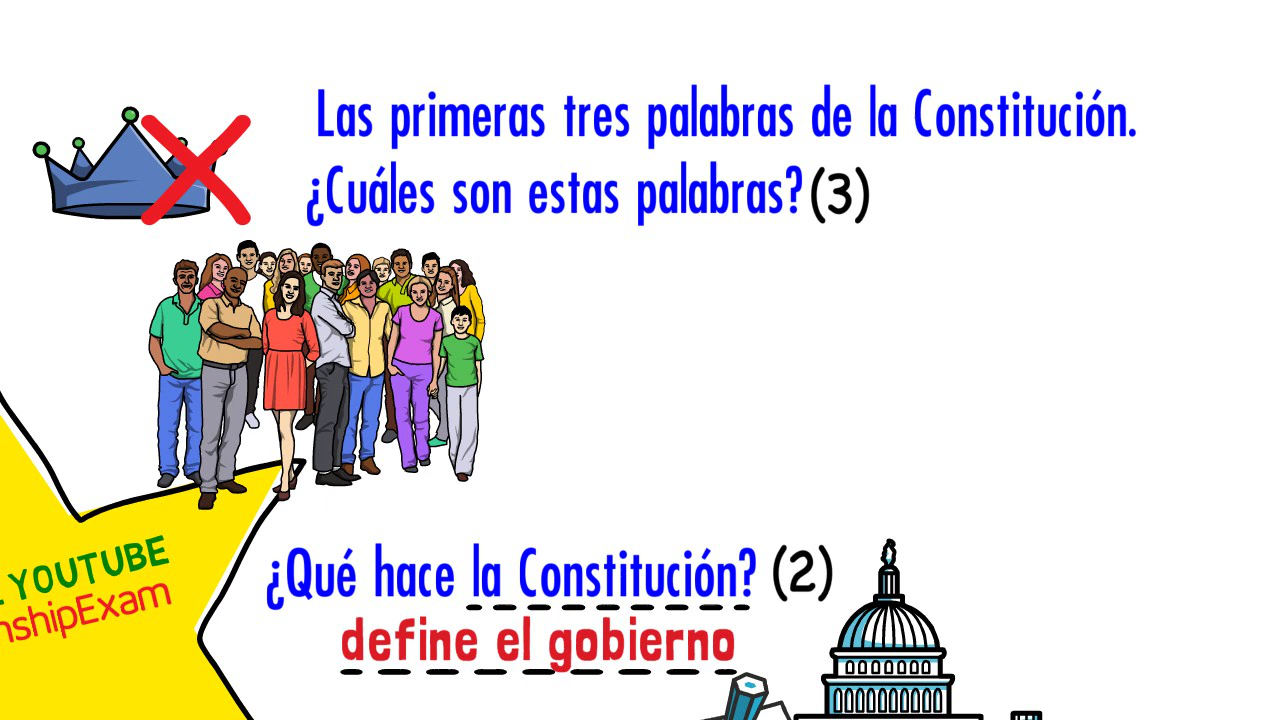 Las primeras tres palabras de la Constitución.
¿Cuáles son estas palabras? (3)
YOUTUBE
nshipExam
¿Qué hace la Constitución? (2)
define el gobierno